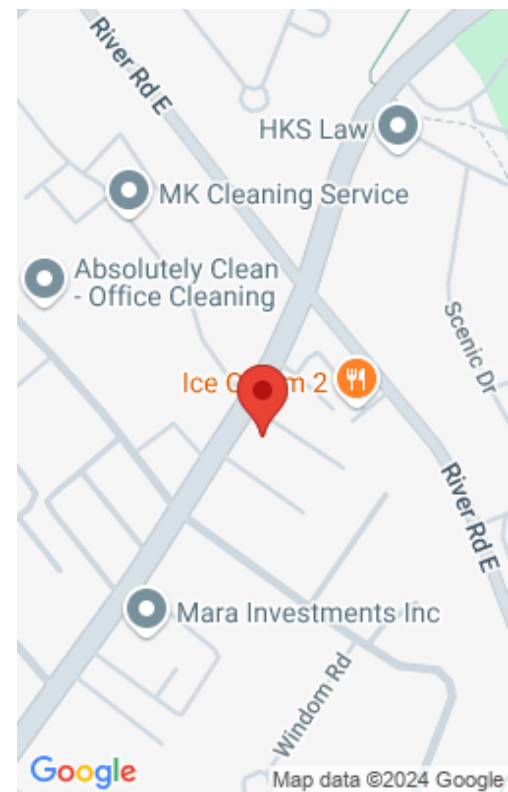 River Rd E
HKS Law
MK Cleaning Service
Absolutely Clean
- Office Cleaning
Scenic Dr
Ice m 2
River Rd E
Mara Investments Inc
Windom Rd
Google
Map data ©2024 Google